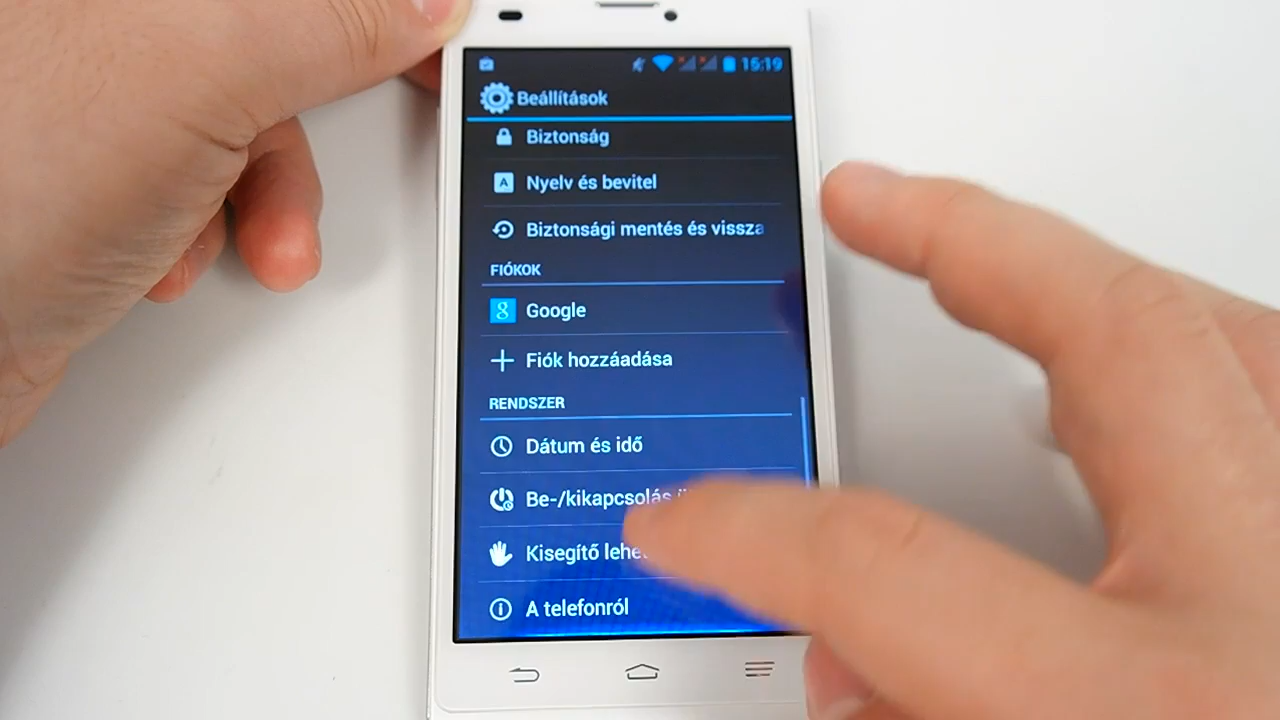 15:19
Beállítások
Biztonság
Nyelv és bevitel
Biztonsági mentés és vissza
FIÓKOK
Google
Fiók hozzáadása
RENDSZER
Dátum és idő
Be-/kikapcsolás
Kisegítő
A telefonról